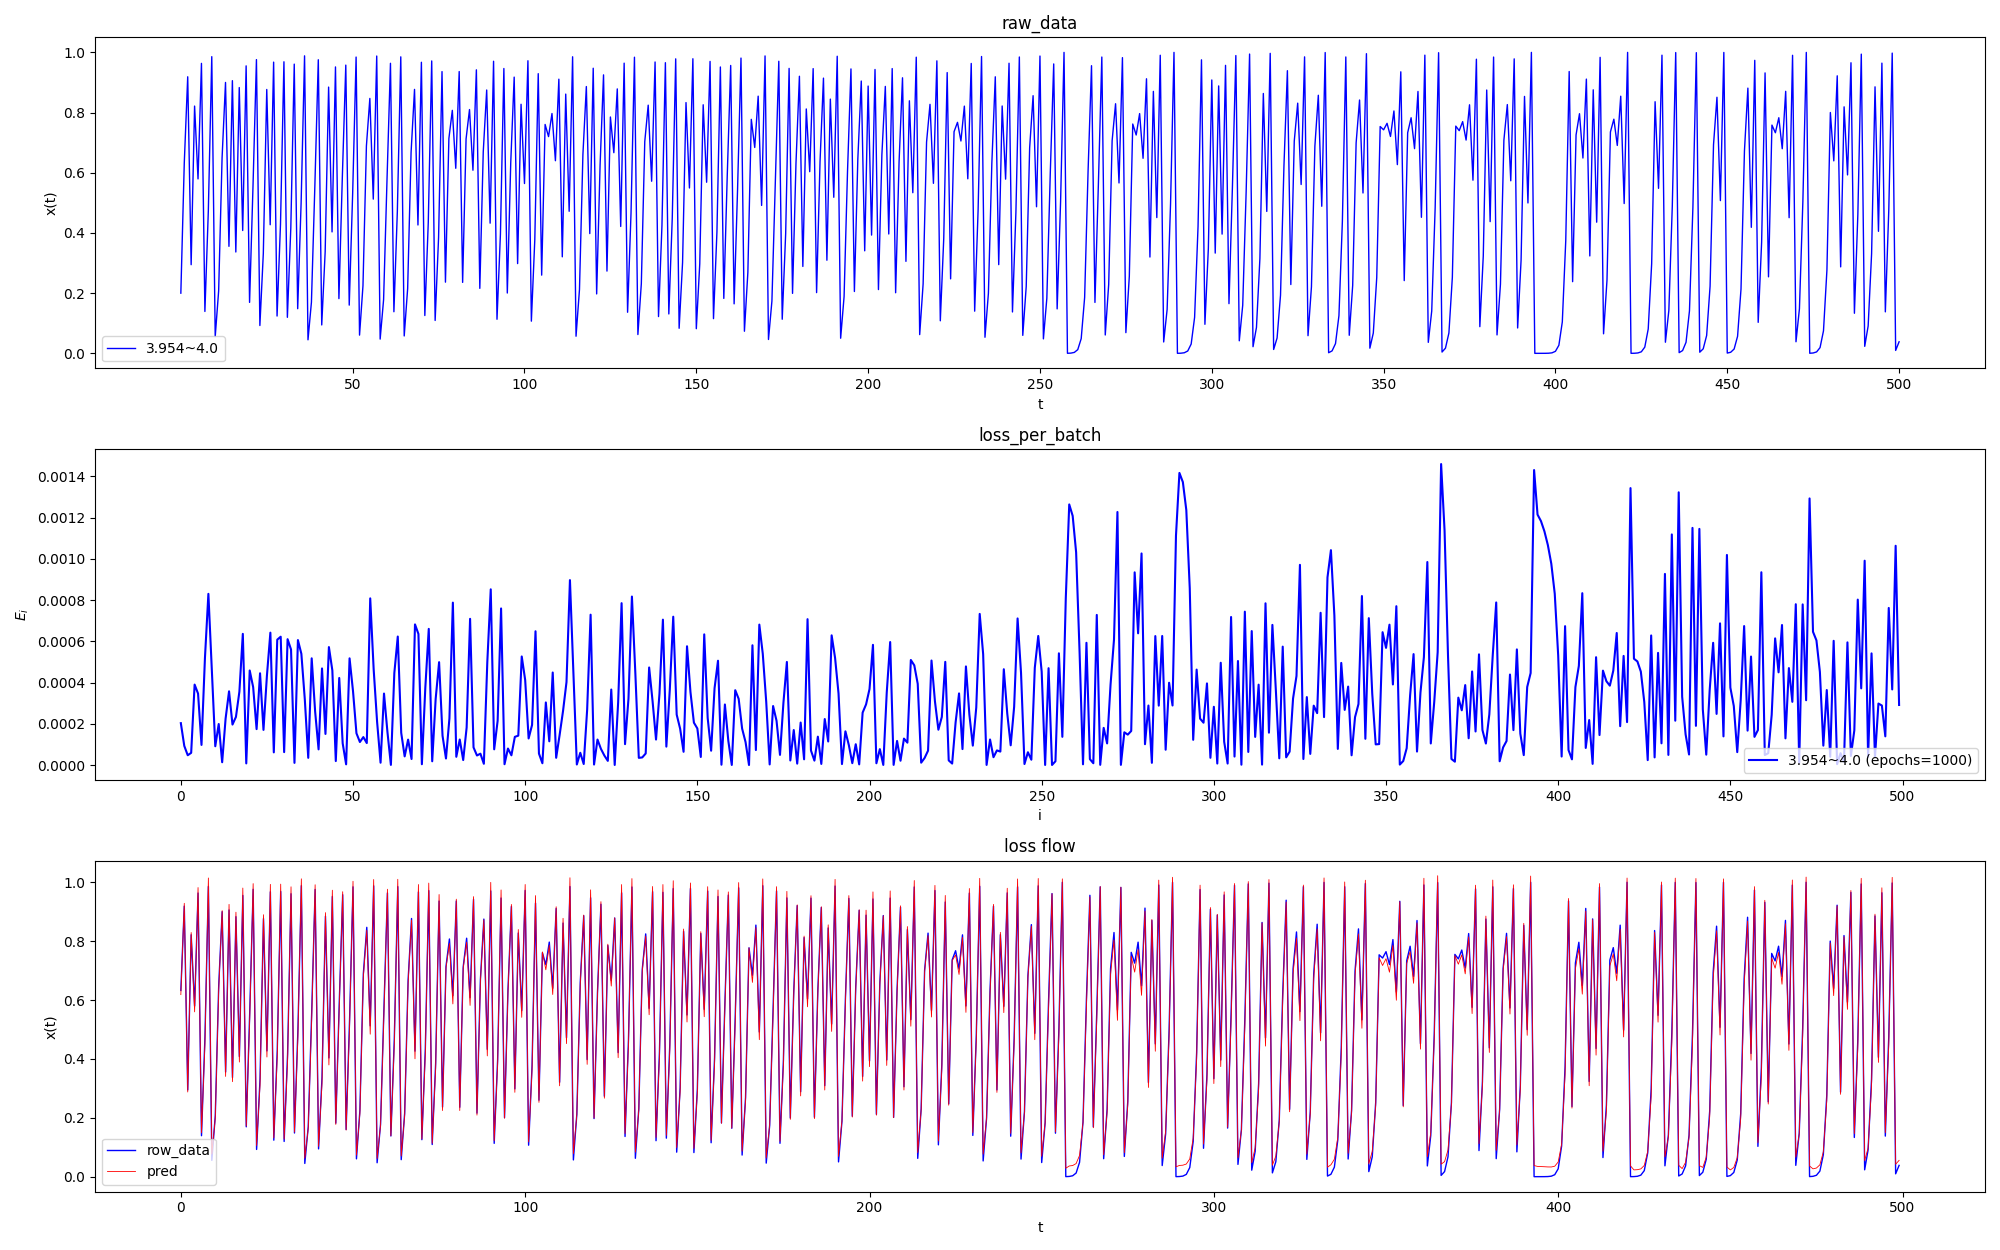 raw_data
1.0
0.8
0.6
0.4
0.2
0.0
x(t)
3.954~4.0
50 100 150 200 250 300 350 400 450 500
t
loss_per_batch
0.0014
0.0012
0.0010
0.0008
0.0006
0.0004
0.0002
0.0000
E_i
3.954~4.0 (epochs=1000)
0 50 100 150 200 250 300 350 400 450 500
i
loss flow
1.0
0.8
0.6
0.4
0.2
0.0
x(t)
row_data
pred
0 100 200 300 400 500
t